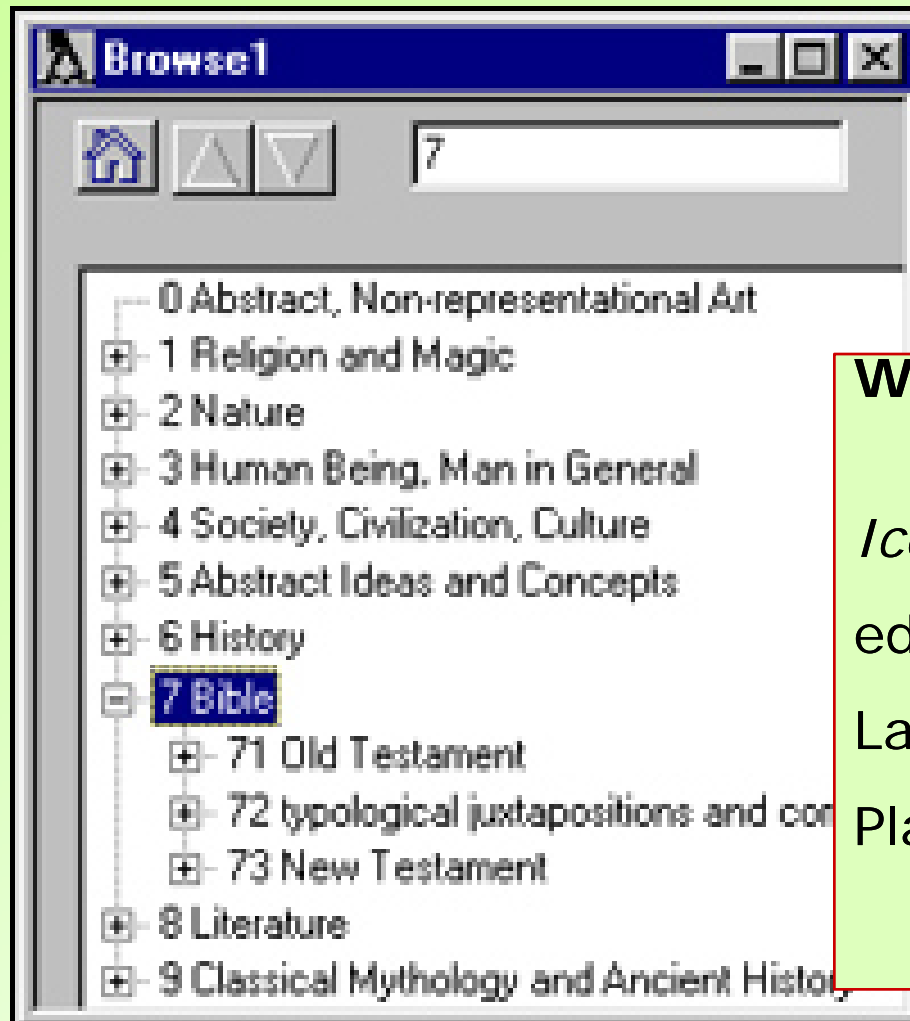 Browse1
7
0 Abstract, Non-representational Art
1 Religion and Magic
2 Nature
3 Human Being, Man in General
4 Society, Civilization, Culture
5 Abstract Ideas and Concepts
6 History
7 Bible
71 Old Testament
72 typological juxtapositions and
73 New Testament
8 Literature
9 Classical Mythology and Ancient History